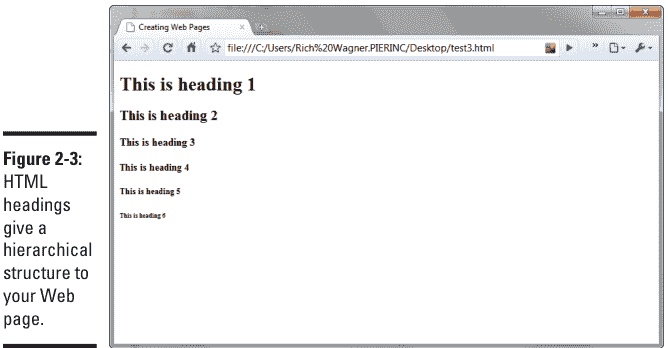 Creating Web Pages
file:///C:/Users/Rich%20Wagner.PIERINC/Desktop/test3.html
This is heading 1
This is heading 2
This is heading 3
This is heading 4
This is heading 5
This is heading 6
Figure 2-3:
HTML
headings
give a
hierarchical
structure to
your Web
page.